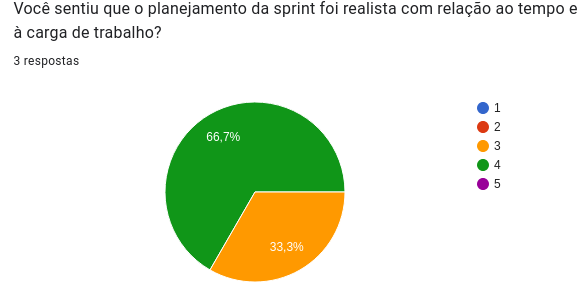 Você sentiu que o planejamento da sprint foi realista com relação ao tempo e
à carga de trabalho?
3 respostas
66,7%
33,3%
1
2
3
4
5